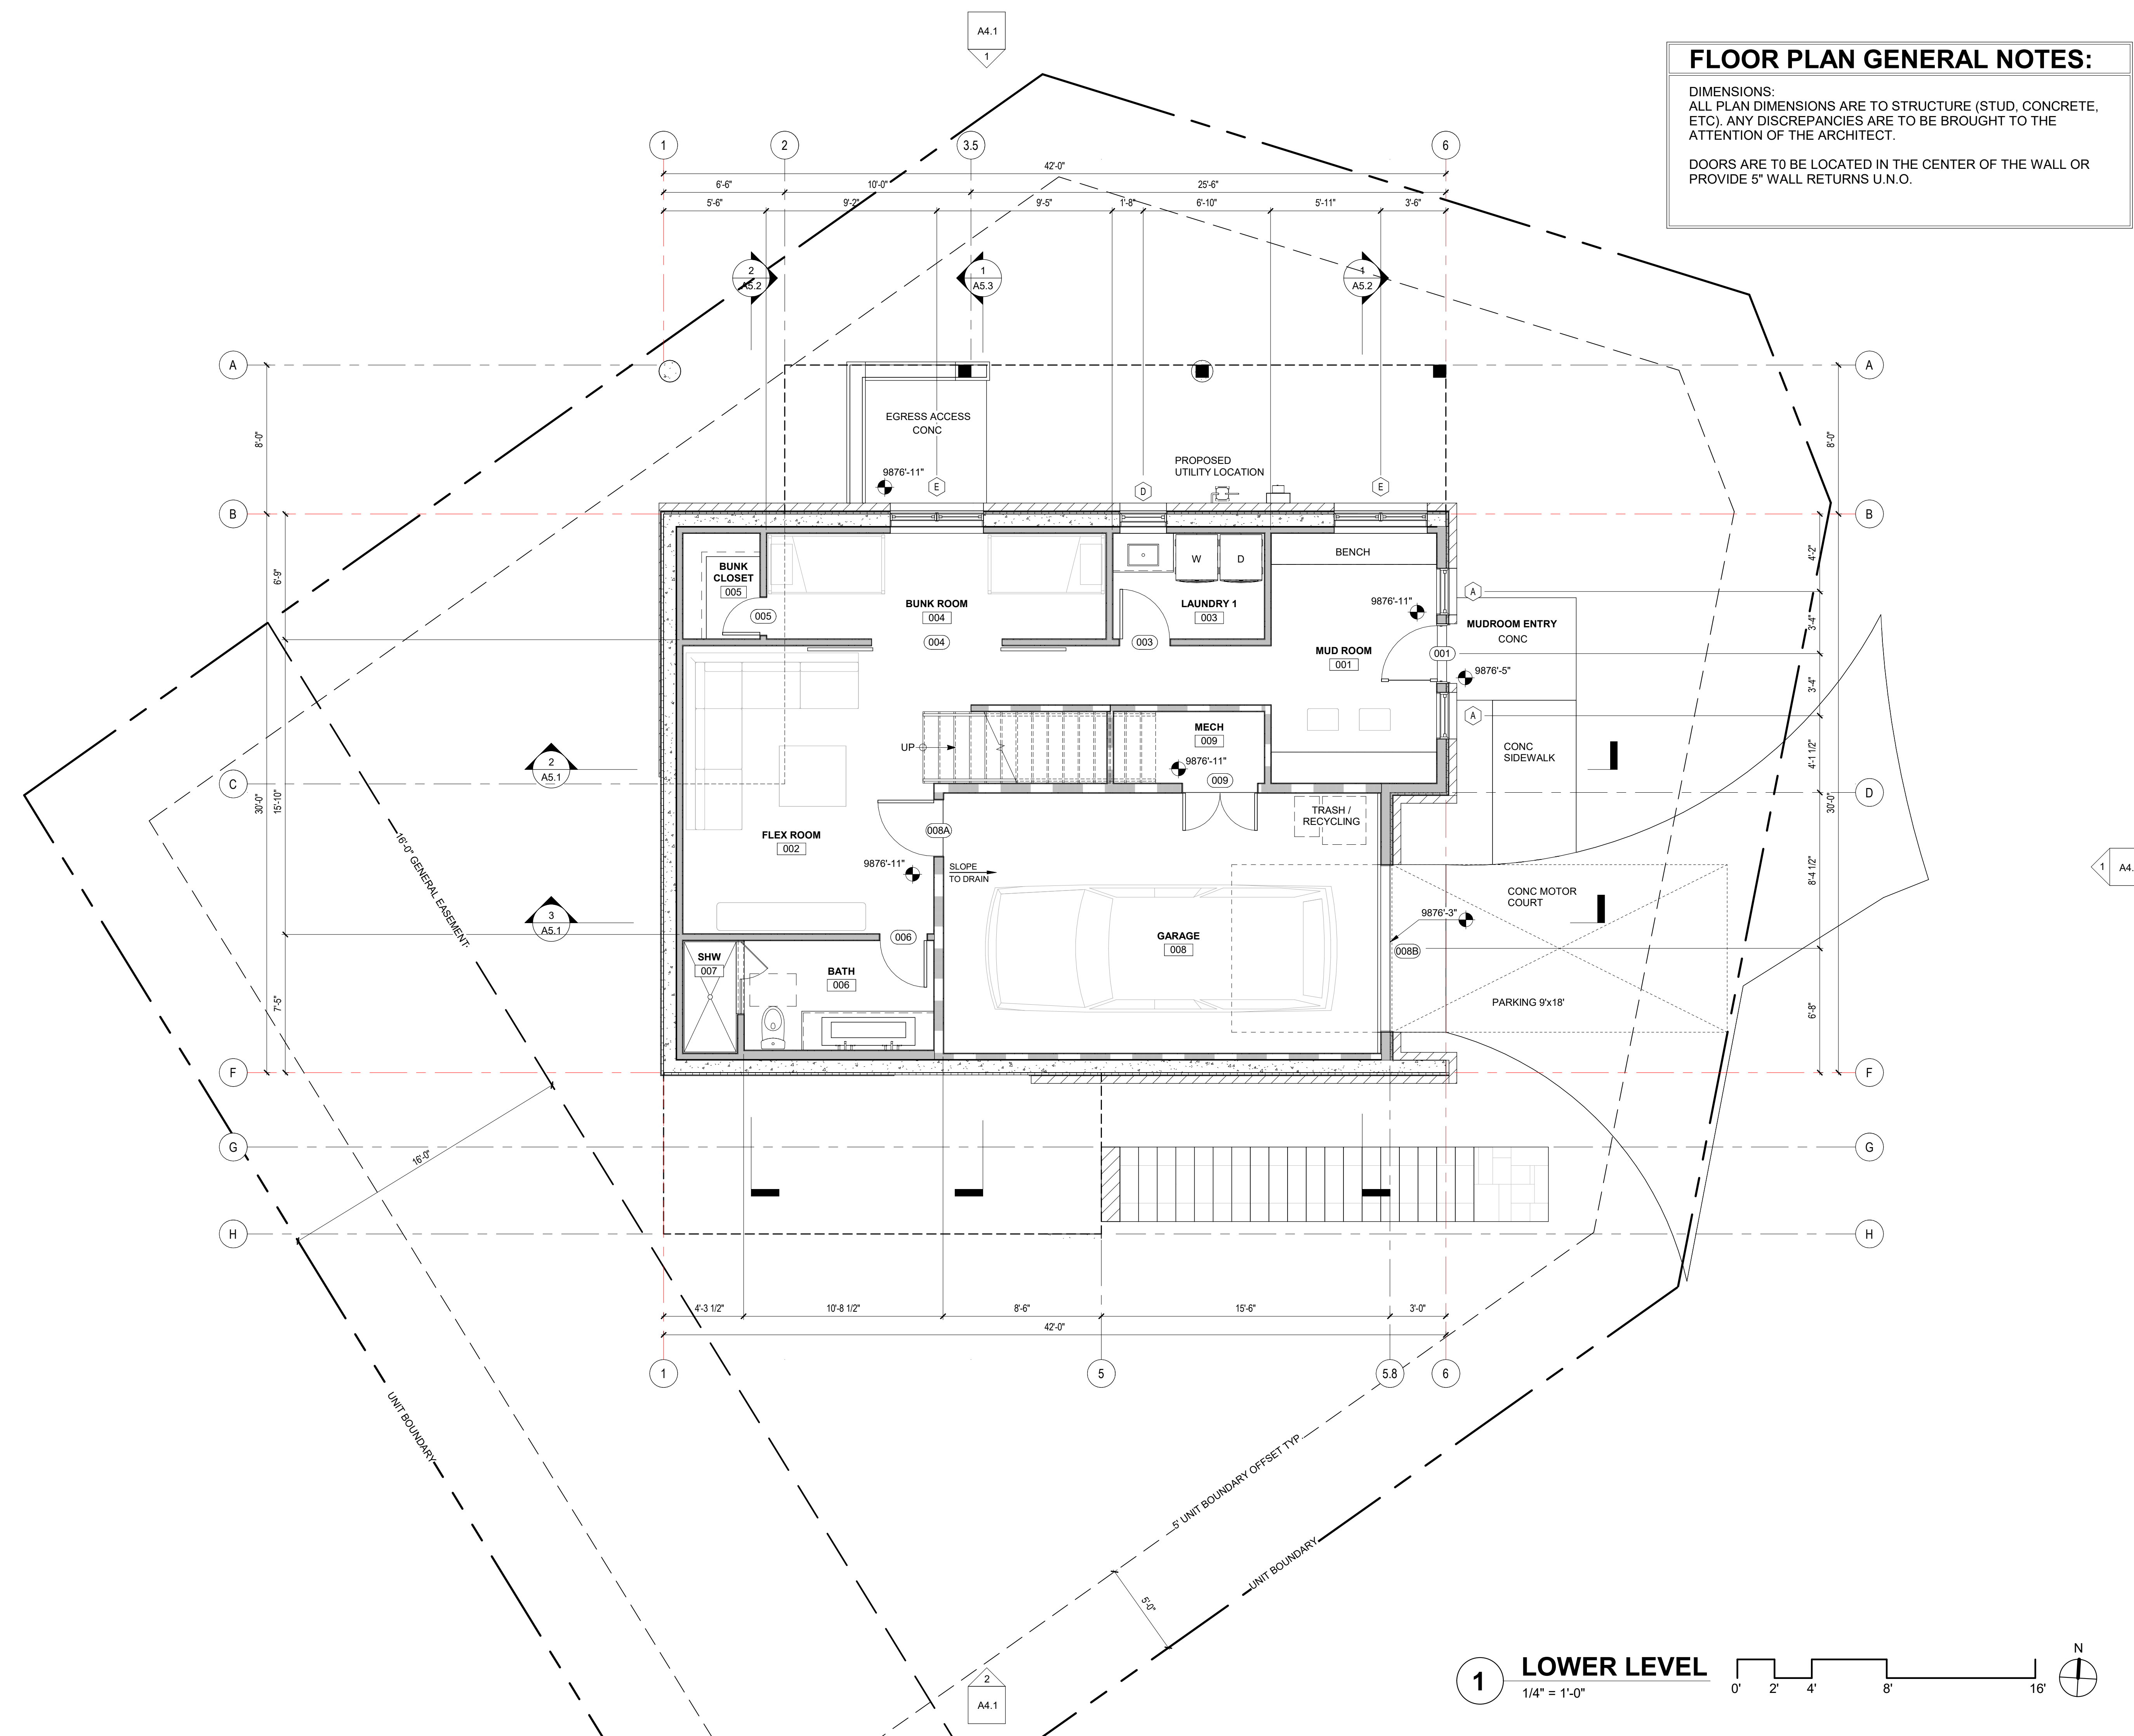 A4.1
1
FLOOR PLAN GENERAL NOTES:
DIMENSIONS:
ALL PLAN DIMENSIONS ARE TO STRUCTURE (STUD, CONCRETE,
ETC). ANY DISCREPANCIES ARE TO BE BROUGHT TO THE
ATTENTION OF THE ARCHITECT.
DOORS ARE T0 BE LOCATED IN THE CENTER OF THE WALL OR
PROVIDE 5" WALL RETURNS U.N.O.
1
2
3.5
6
42'-0"
6'-6"
10'-0"
25'-6"
5'-6"
9'-2"
9'-5"
1'-8"
6'-10"
5'-11"
3'-6"
2
A5.2
1
A5.3
1
A5.2
A
A
8'-0"
8'-0"
EGRESS ACCESS
CONC
9876'-11"
E
PROPOSED
UTILITY LOCATION
D
E
B
B
BENCH
W
D
BUNK
CLOSET
005
005
BUNK ROOM
004
004
LAUNDRY 1
003
003
9876'-11"
MUD ROOM
001
001
A
MUDROOM ENTRY
CONC
9876'-5"
A
6'-9"
4'-2"
3'-4"
3'-4"
4'-1 1/2"
UP
MECH
009
9876'-11"
009
CONC
SIDEWALK
2
A5.1
C
D
30'-0"
15'-10"
30'-0"
TRASH /
RECYCLING
FLEX ROOM
002
008A
9876'-11"
SLOPE
TO DRAIN
16'-0" GENERAL EASEMENT
8'-4 1/2"
1
A4.
CONC MOTOR
COURT
9876'-3"
3
A5.1
006
GARAGE
008
008B
SHW
007
BATH
006
PARKING 9'x18'
7'-5"
6'-8"
F
F
G
G
16'-0"
H
H
4'-3 1/2"
10'-8 1/2"
8'-6"
15'-6"
3'-0"
42'-0"
1
5
5.8
6
UNIT BOUNDARY
5' UNIT BOUNDARY OFFSET TYP.
UNIT BOUNDARY
5'-0"
2
A4.1
1
LOWER LEVEL
1/4" = 1'-0"
0'
2'
4'
8'
16'
N